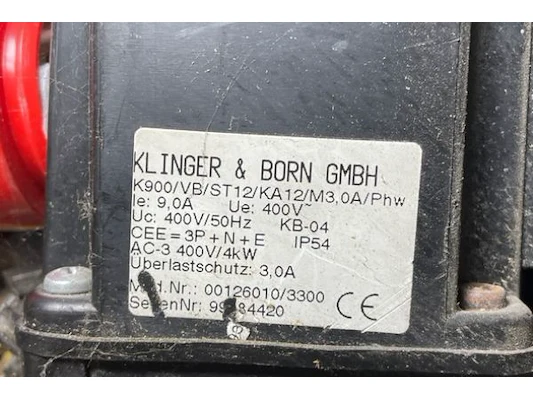 KLINGER & BORN GMBH
K900/VB/ST12/KA12/M3,0A/Phw
Ie: 9,0A Ue: 400V~
Uc: 400V/50Hz KB-04
CEE=3P+N+E IP54
AC-3 400V/4kW
Überlastschutz: 3,0A
Nr.: 00126010/3300
SerienNr: CE